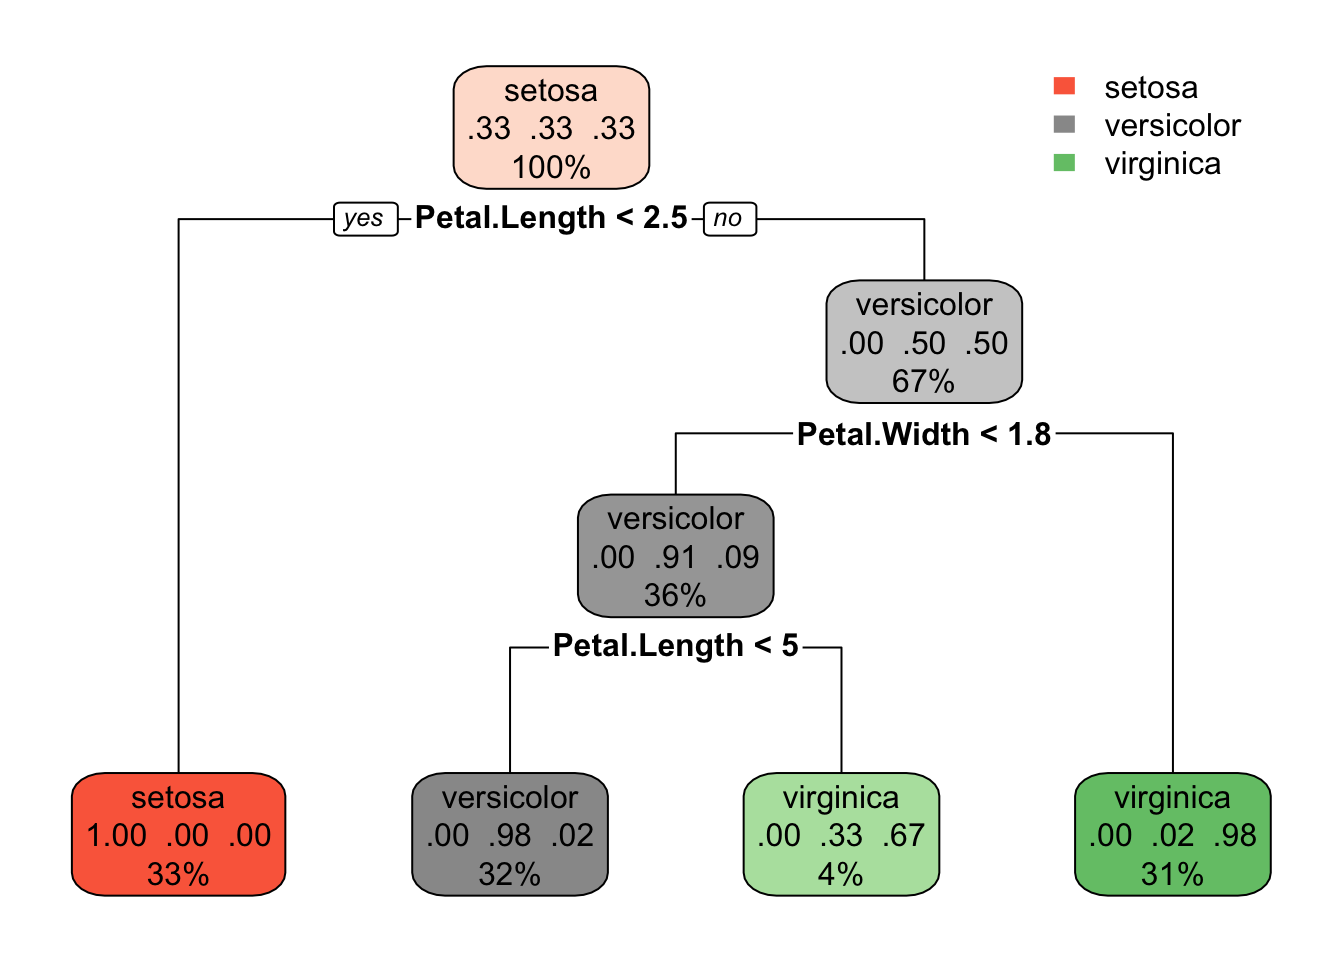 setosa
.33 .33 .33
100%
setosa
versicolor
virginica
yes Petal.Length < 2.5 no
versicolor
.00 .50 .50
67%
Petal.Width < 1.8
versicolor
.00 .91 .09
36%
Petal.Length < 5
setosa
1.00 .00 .00
33%
versicolor
.00 .98 .02
32%
virginica
.00 .33 .67
4%
virginica
.00 .02 .98
31%